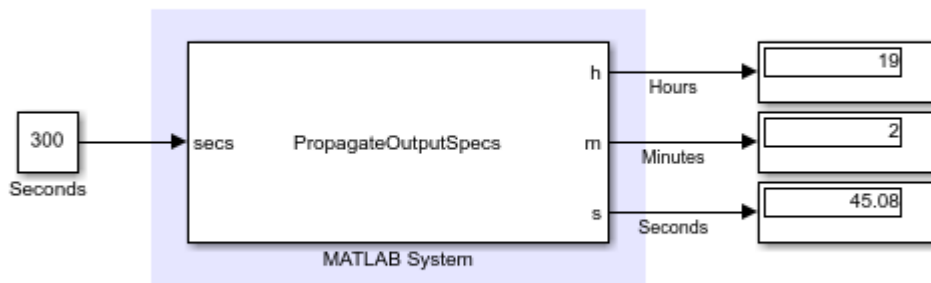 300
Seconds
secs
PropagateOutputSpecs
h
m
s
MATLAB System
Hours
Minutes
Seconds
19
2
45.08